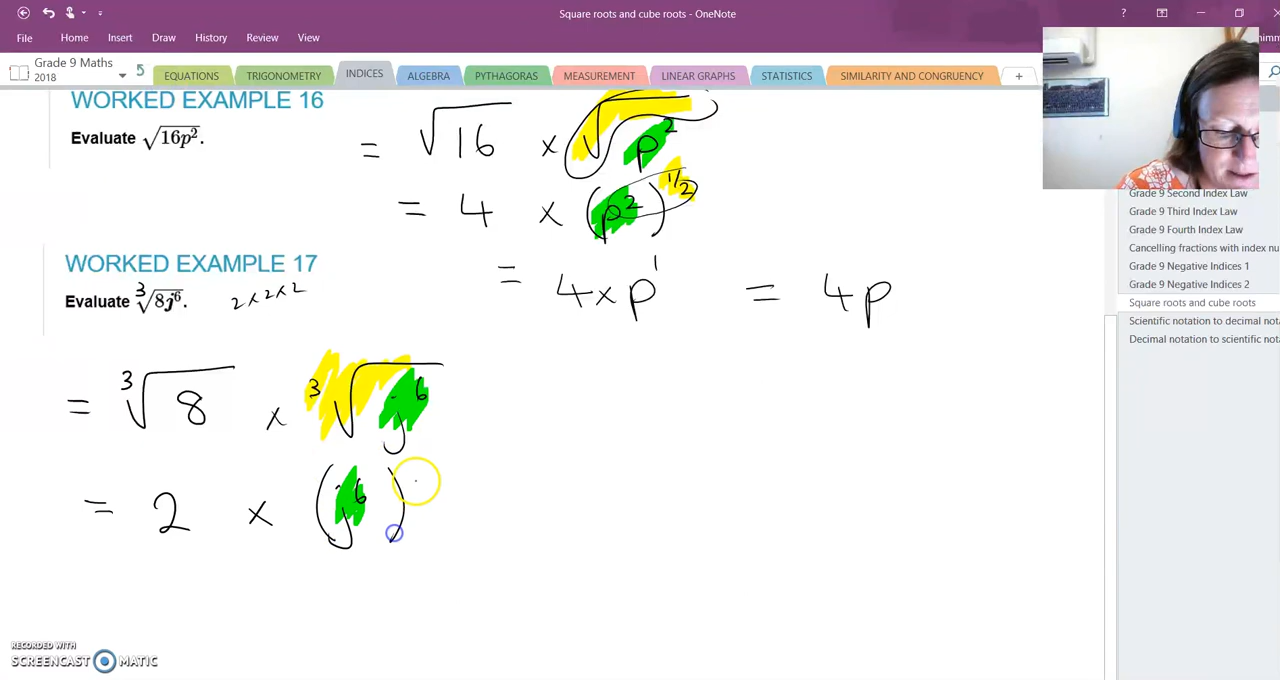 Square roots and cube roots - OneNote
?
File Home Insert Draw History Review View
Grade 9 Maths
2018
EQUATIONS TRIGONOMETRY INDICES ALGEBRA PYTHAGORAS MEASUREMENT LINEAR GRAPHS STATISTICS SIMILARITY AND CONGRUENCY +
WORKED EXAMPLE 16
Evaluate √16p².
= √16 × √p²
= 4 × (p²)^1/2
= 4 × p¹ = 4p
WORKED EXAMPLE 17
Evaluate ³√8j⁶. 2 × 2 × 2
= ³√8 × ³√j⁶
= 2 × (j⁶)
Grade 9 Second Index Law
Grade 9 Third Index Law
Grade 9 Fourth Index Law
Cancelling fractions with index nu
Grade 9 Negative Indices 1
Grade 9 Negative Indices 2
Square roots and cube roots
Scientific notation to decimal nota
Decimal notation to scientific nota
RECORDED WITH
SCREENCAST MATIC